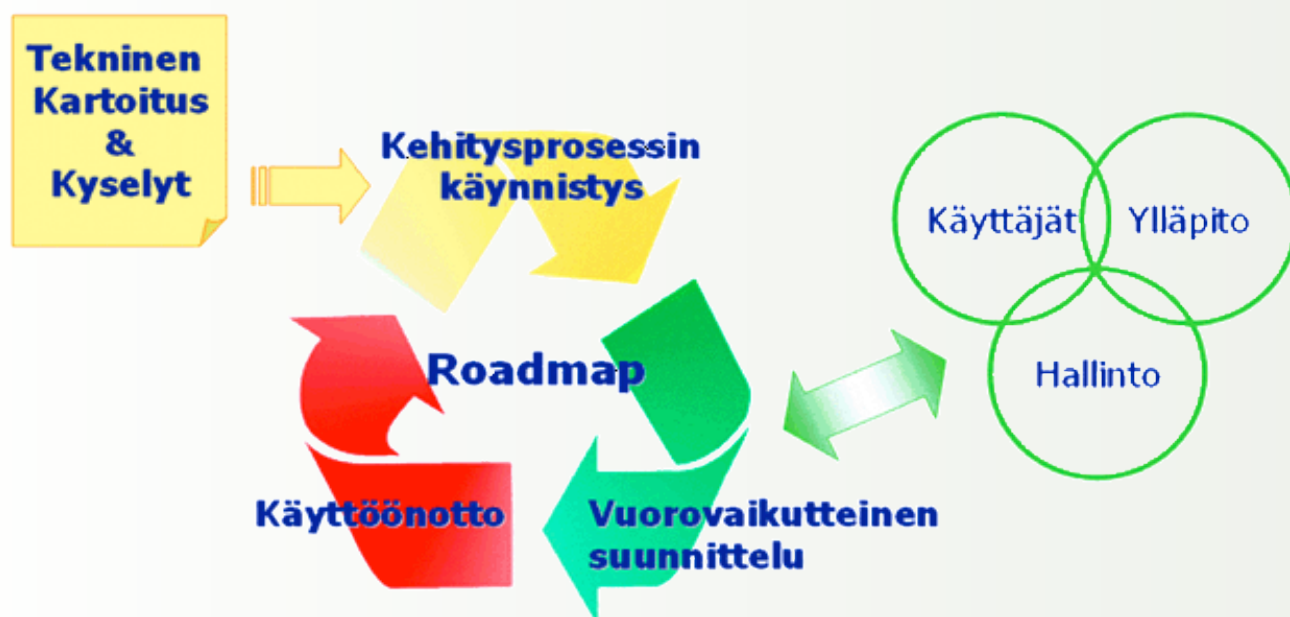 Tekninen
Kartoitus
&
Kyselyt
Kehitysprosessin
käynnistys
Roadmap
Käyttöönotto
Vuorovaikutteinen
suunnittelu
Käyttäjät
Ylläpito
Hallinto